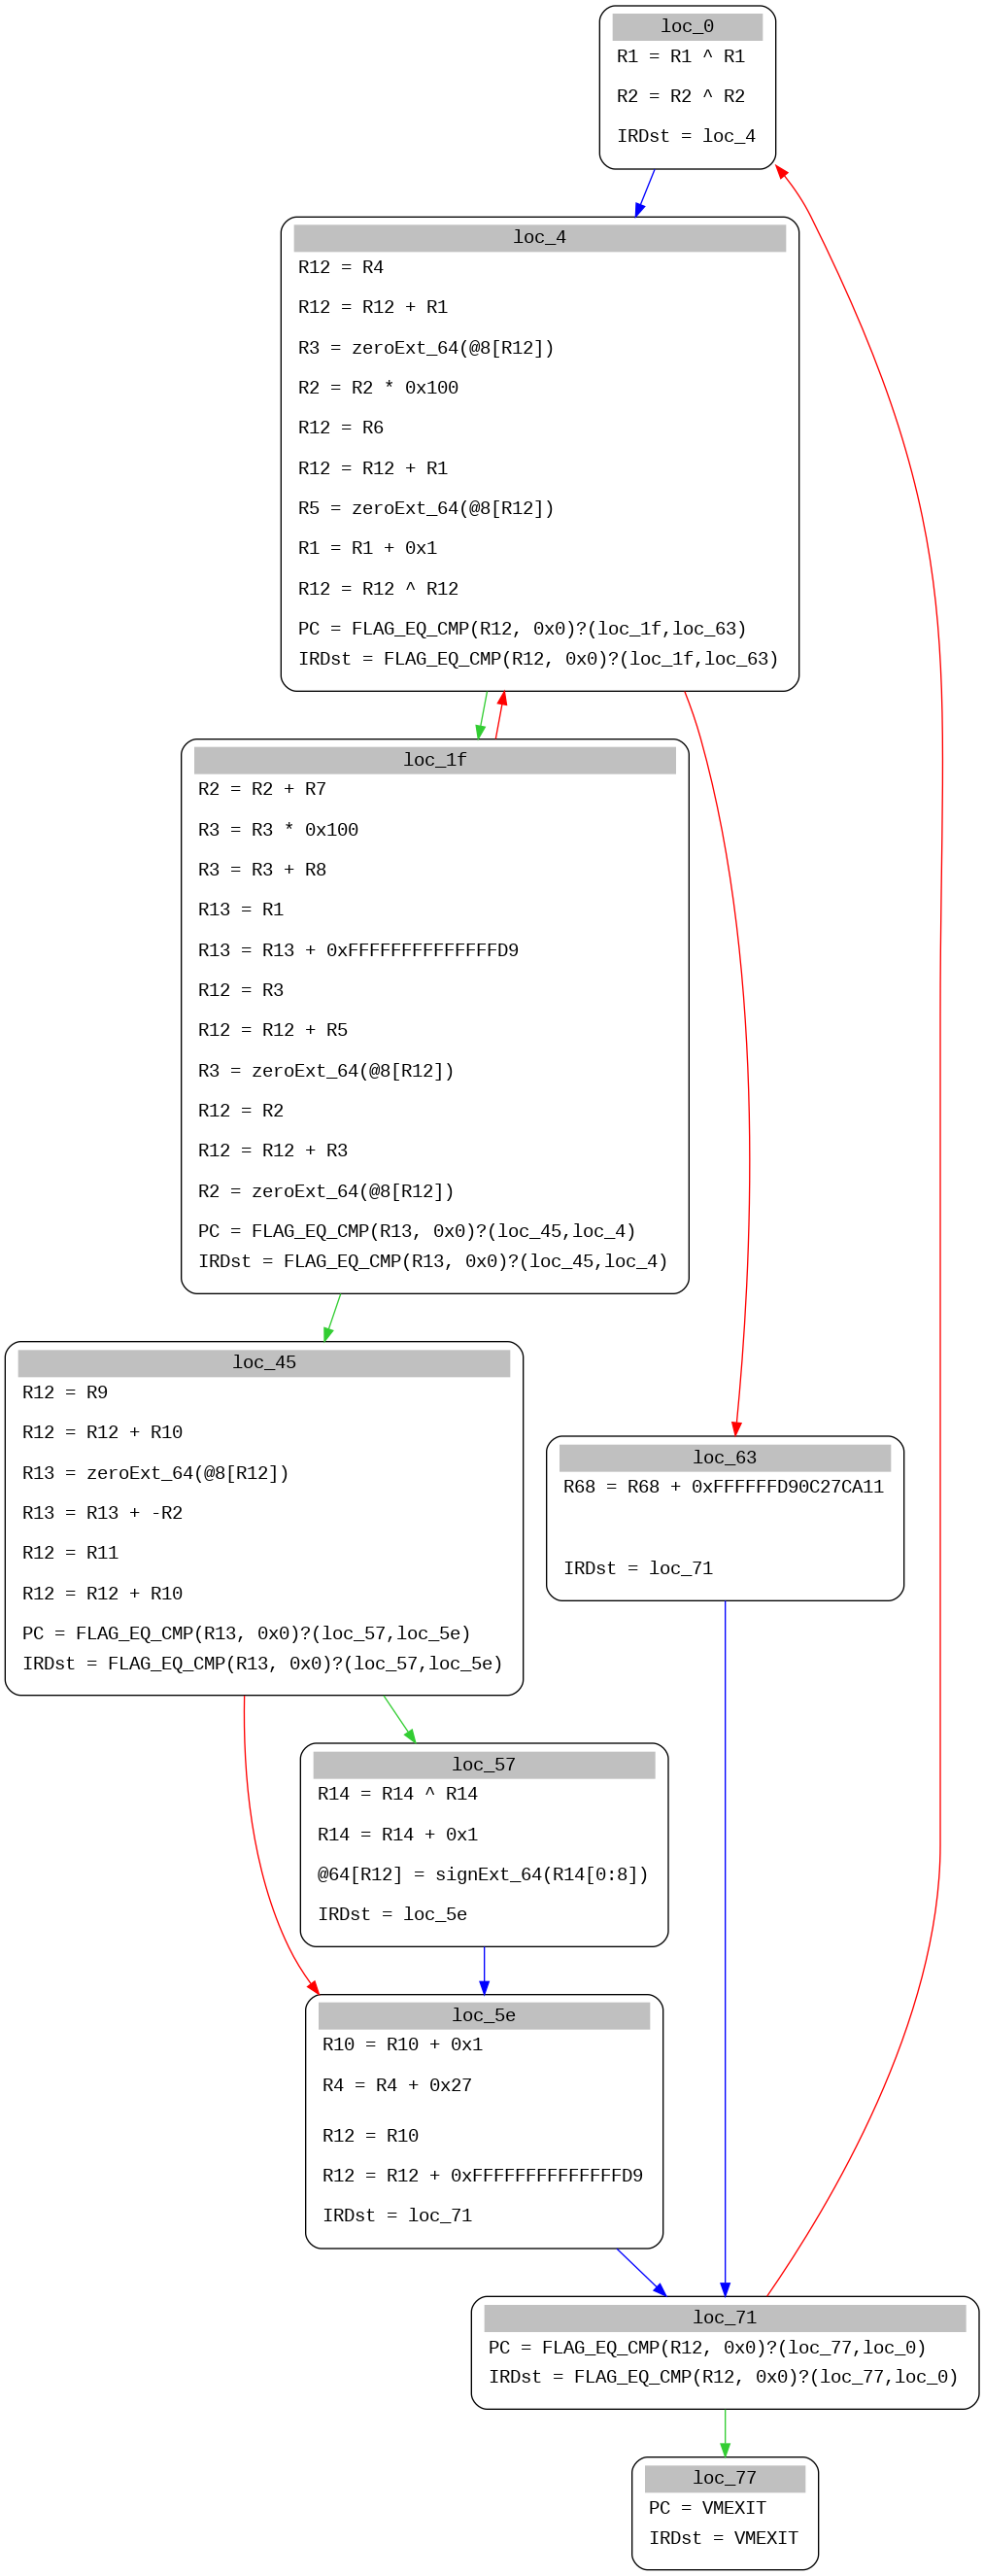 loc_0
R1 = R1 ^ R1
R2 = R2 ^ R2
IRDst = loc_4
loc_4
R12 = R4
R12 = R12 + R1
R3 = zeroExt_64(@8[R12])
R2 = R2 * 0x100
R12 = R6
R12 = R12 + R1
R5 = zeroExt_64(@8[R12])
R1 = R1 + 0x1
R12 = R12 ^ R12
PC = FLAG_EQ_CMP(R12, 0x0)?(loc_1f,loc_63)
IRDst = FLAG_EQ_CMP(R12, 0x0)?(loc_1f,loc_63)
loc_1f
R2 = R2 + R7
R3 = R3 * 0x100
R3 = R3 + R8
R13 = R1
R13 = R13 + 0xFFFFFFFFFFFFFFD9
R12 = R3
R12 = R12 + R5
R3 = zeroExt_64(@8[R12])
R12 = R2
R12 = R12 + R3
R2 = zeroExt_64(@8[R12])
PC = FLAG_EQ_CMP(R13, 0x0)?(loc_45,loc_4)
IRDst = FLAG_EQ_CMP(R13, 0x0)?(loc_45,loc_4)
loc_45
R12 = R9
R12 = R12 + R10
R13 = zeroExt_64(@8[R12])
R13 = R13 + -R2
R12 = R11
R12 = R12 + R10
PC = FLAG_EQ_CMP(R13, 0x0)?(loc_57,loc_5e)
IRDst = FLAG_EQ_CMP(R13, 0x0)?(loc_57,loc_5e)
loc_63
R68 = R68 + 0xFFFFFFD90C27CA11
IRDst = loc_71
loc_57
R14 = R14 ^ R14
R14 = R14 + 0x1
@64[R12] = signExt_64(R14[0:8])
IRDst = loc_5e
loc_5e
R10 = R10 + 0x1
R4 = R4 + 0x27
R12 = R10
R12 = R12 + 0xFFFFFFFFFFFFFFD9
IRDst = loc_71
loc_71
PC = FLAG_EQ_CMP(R12, 0x0)?(loc_77,loc_0)
IRDst = FLAG_EQ_CMP(R12, 0x0)?(loc_77,loc_0)
loc_77
PC = VMEXIT
IRDst = VMEXIT